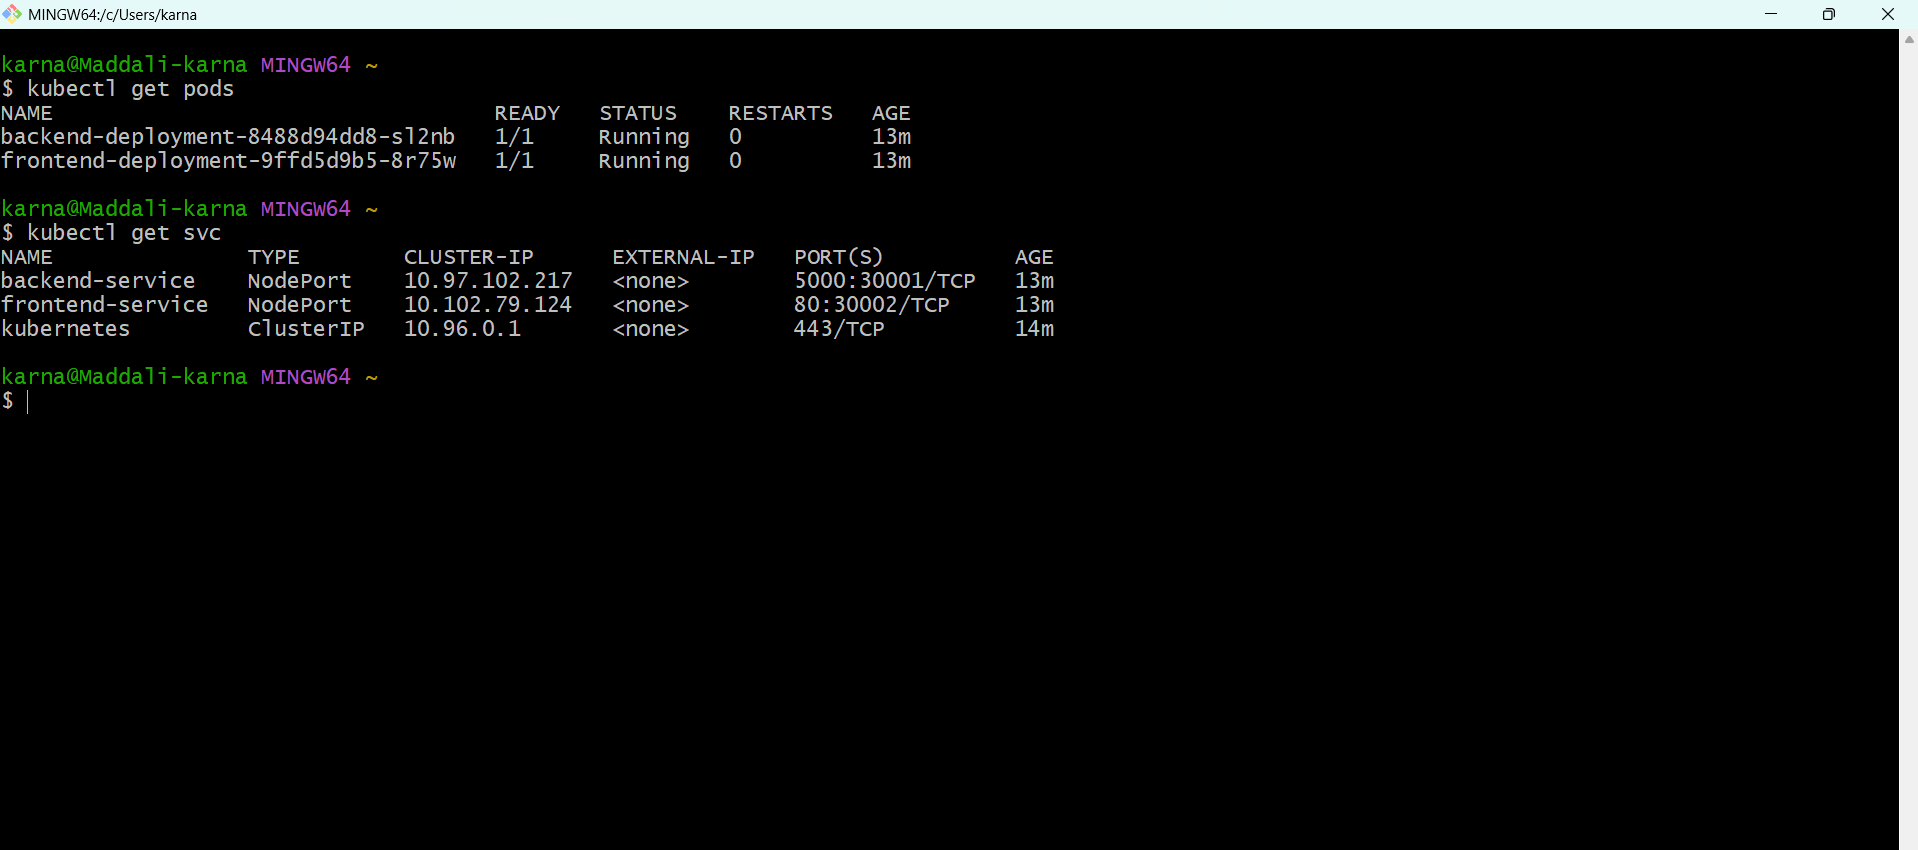 MINGW64:/c/Users/karna
karna@Maddali-karna MINGW64 ~
$ kubectl get pods
NAME READY STATUS RESTARTS AGE
backend-deployment-8488d94dd8-sl2nb 1/1 Running 0 13m
frontend-deployment-9ffd5d9b5-8r75w 1/1 Running 0 13m
karna@Maddali-karna MINGW64 ~
$ kubectl get svc
NAME TYPE CLUSTER-IP EXTERNAL-IP PORT(S) AGE
backend-service NodePort 10.97.102.217 <none> 5000:30001/TCP 13m
frontend-service NodePort 10.102.79.124 <none> 80:30002/TCP 13m
kubernetes ClusterIP 10.96.0.1 <none> 443/TCP 14m
karna@Maddali-karna MINGW64 ~
$